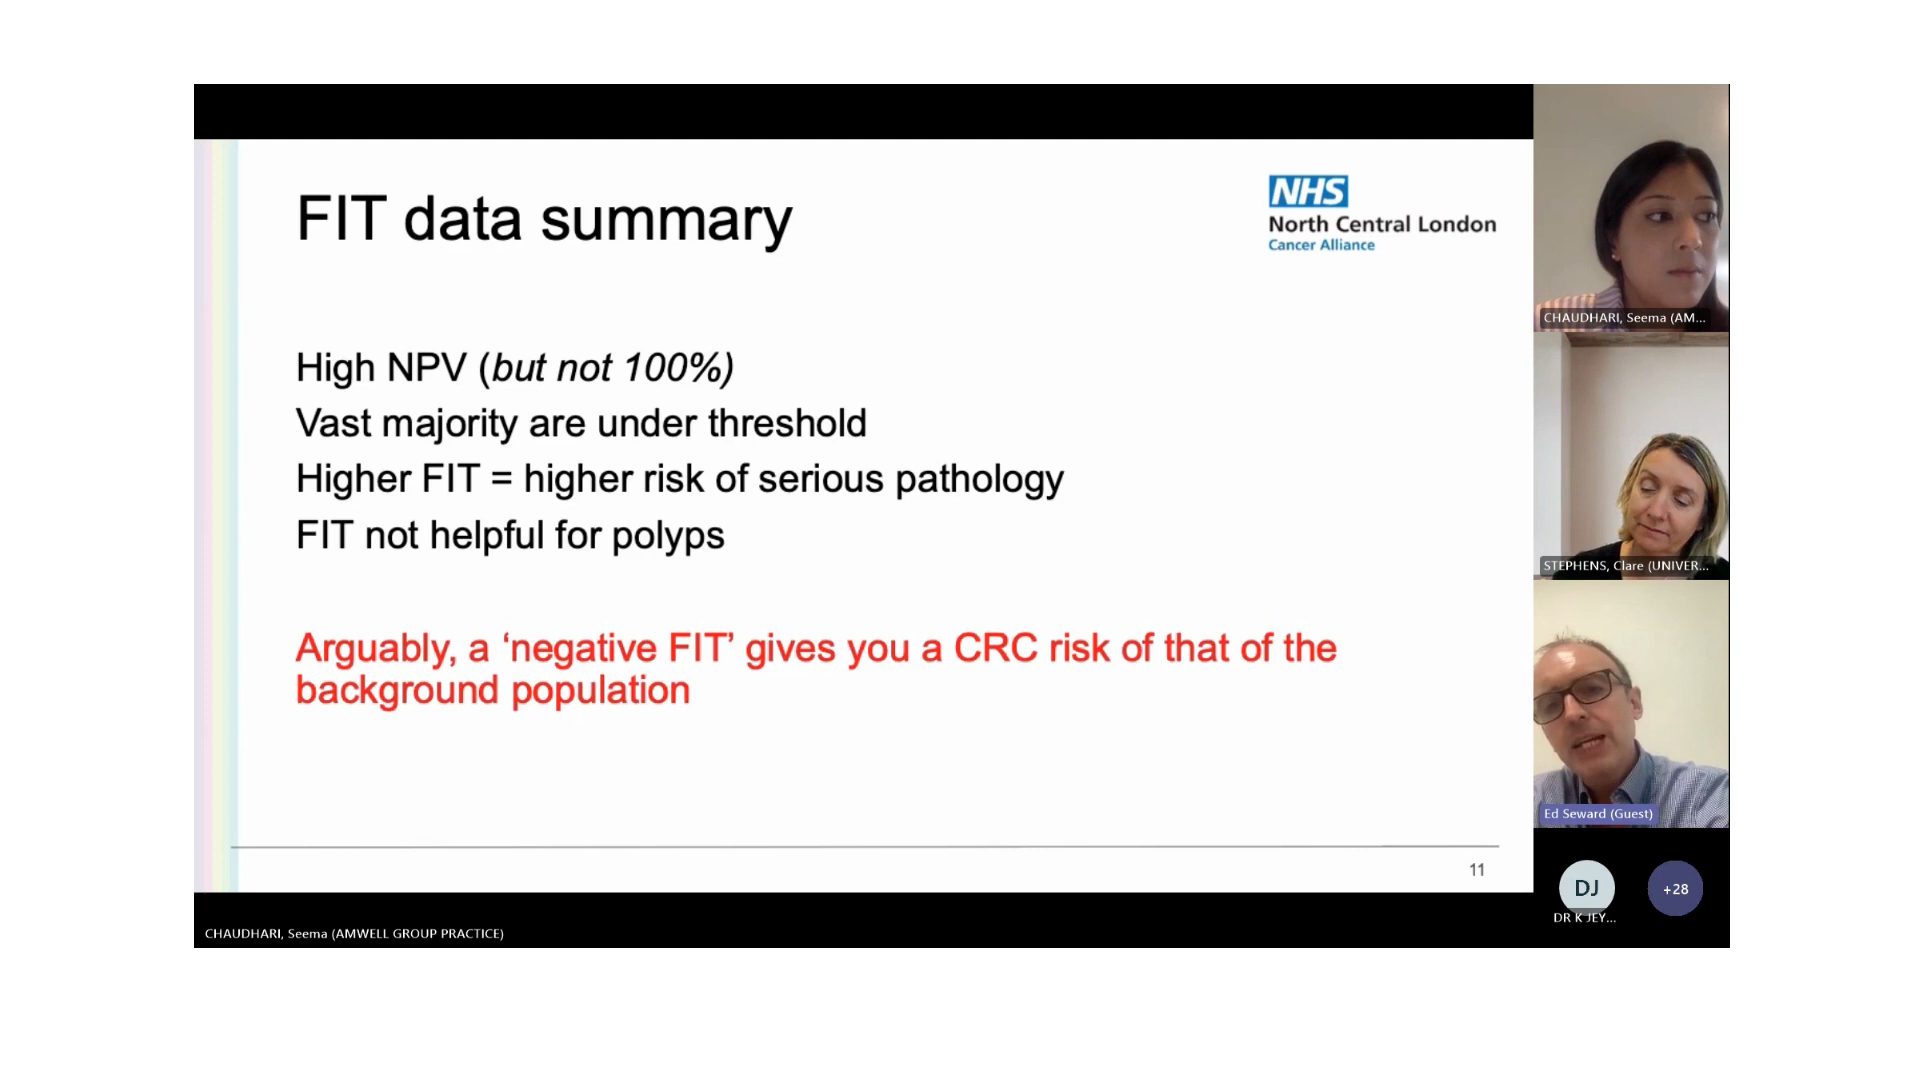 FIT data summary
NHS
North Central London
Cancer Alliance
High NPV (but not 100%)
Vast majority are under threshold
Higher FIT = higher risk of serious pathology
FIT not helpful for polyps
Arguably, a ‘negative FIT’ gives you a CRC risk of that of the
background population
11
CHAUDHARI, Seema (AM...
STEPHENS, Clare (UNIVER...
Ed Seward (Guest)
DJ
+28
DR K JEY...
CHAUDHARI, Seema (AMWELL GROUP PRACTICE)